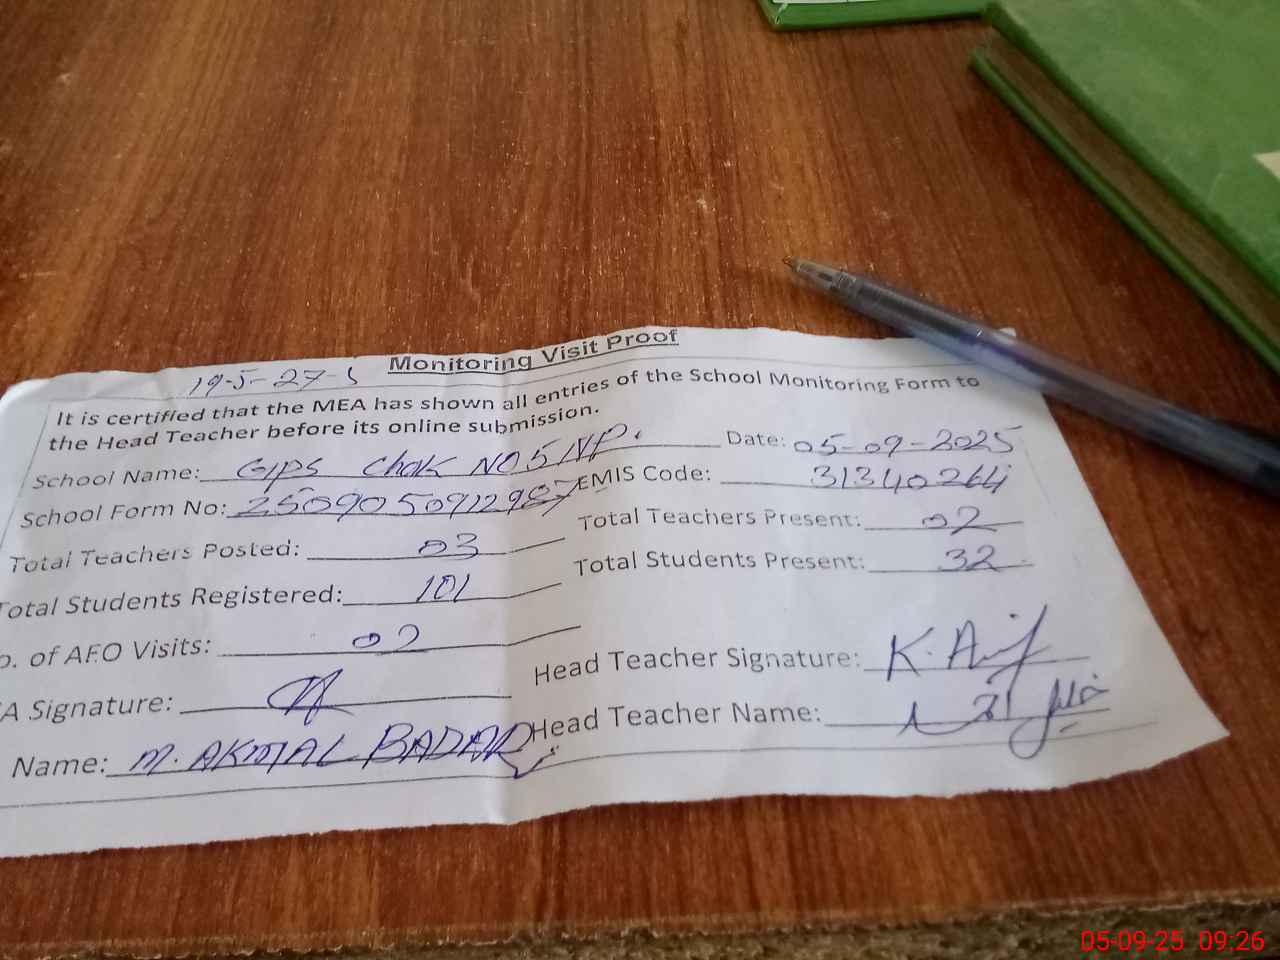 Monitoring Visit Proof
19-5-27-5
It is certified that the MEA has shown all entries of the School Monitoring Form to
the Head Teacher before its online submission.
School Name: GIPS Chak NO 5 NP. Date: 05-09-2025
School Form No: 2509050912987 EMIS Code: 31340264
Total Teachers Posted: 03 Total Teachers Present: 02
Total Students Registered: 101 Total Students Present: 32
o. of AEO Visits: 02
A Signature: Head Teacher Signature: K.
Name: M. AKMAL BADAR Head Teacher Name:
05-09-25 09:26